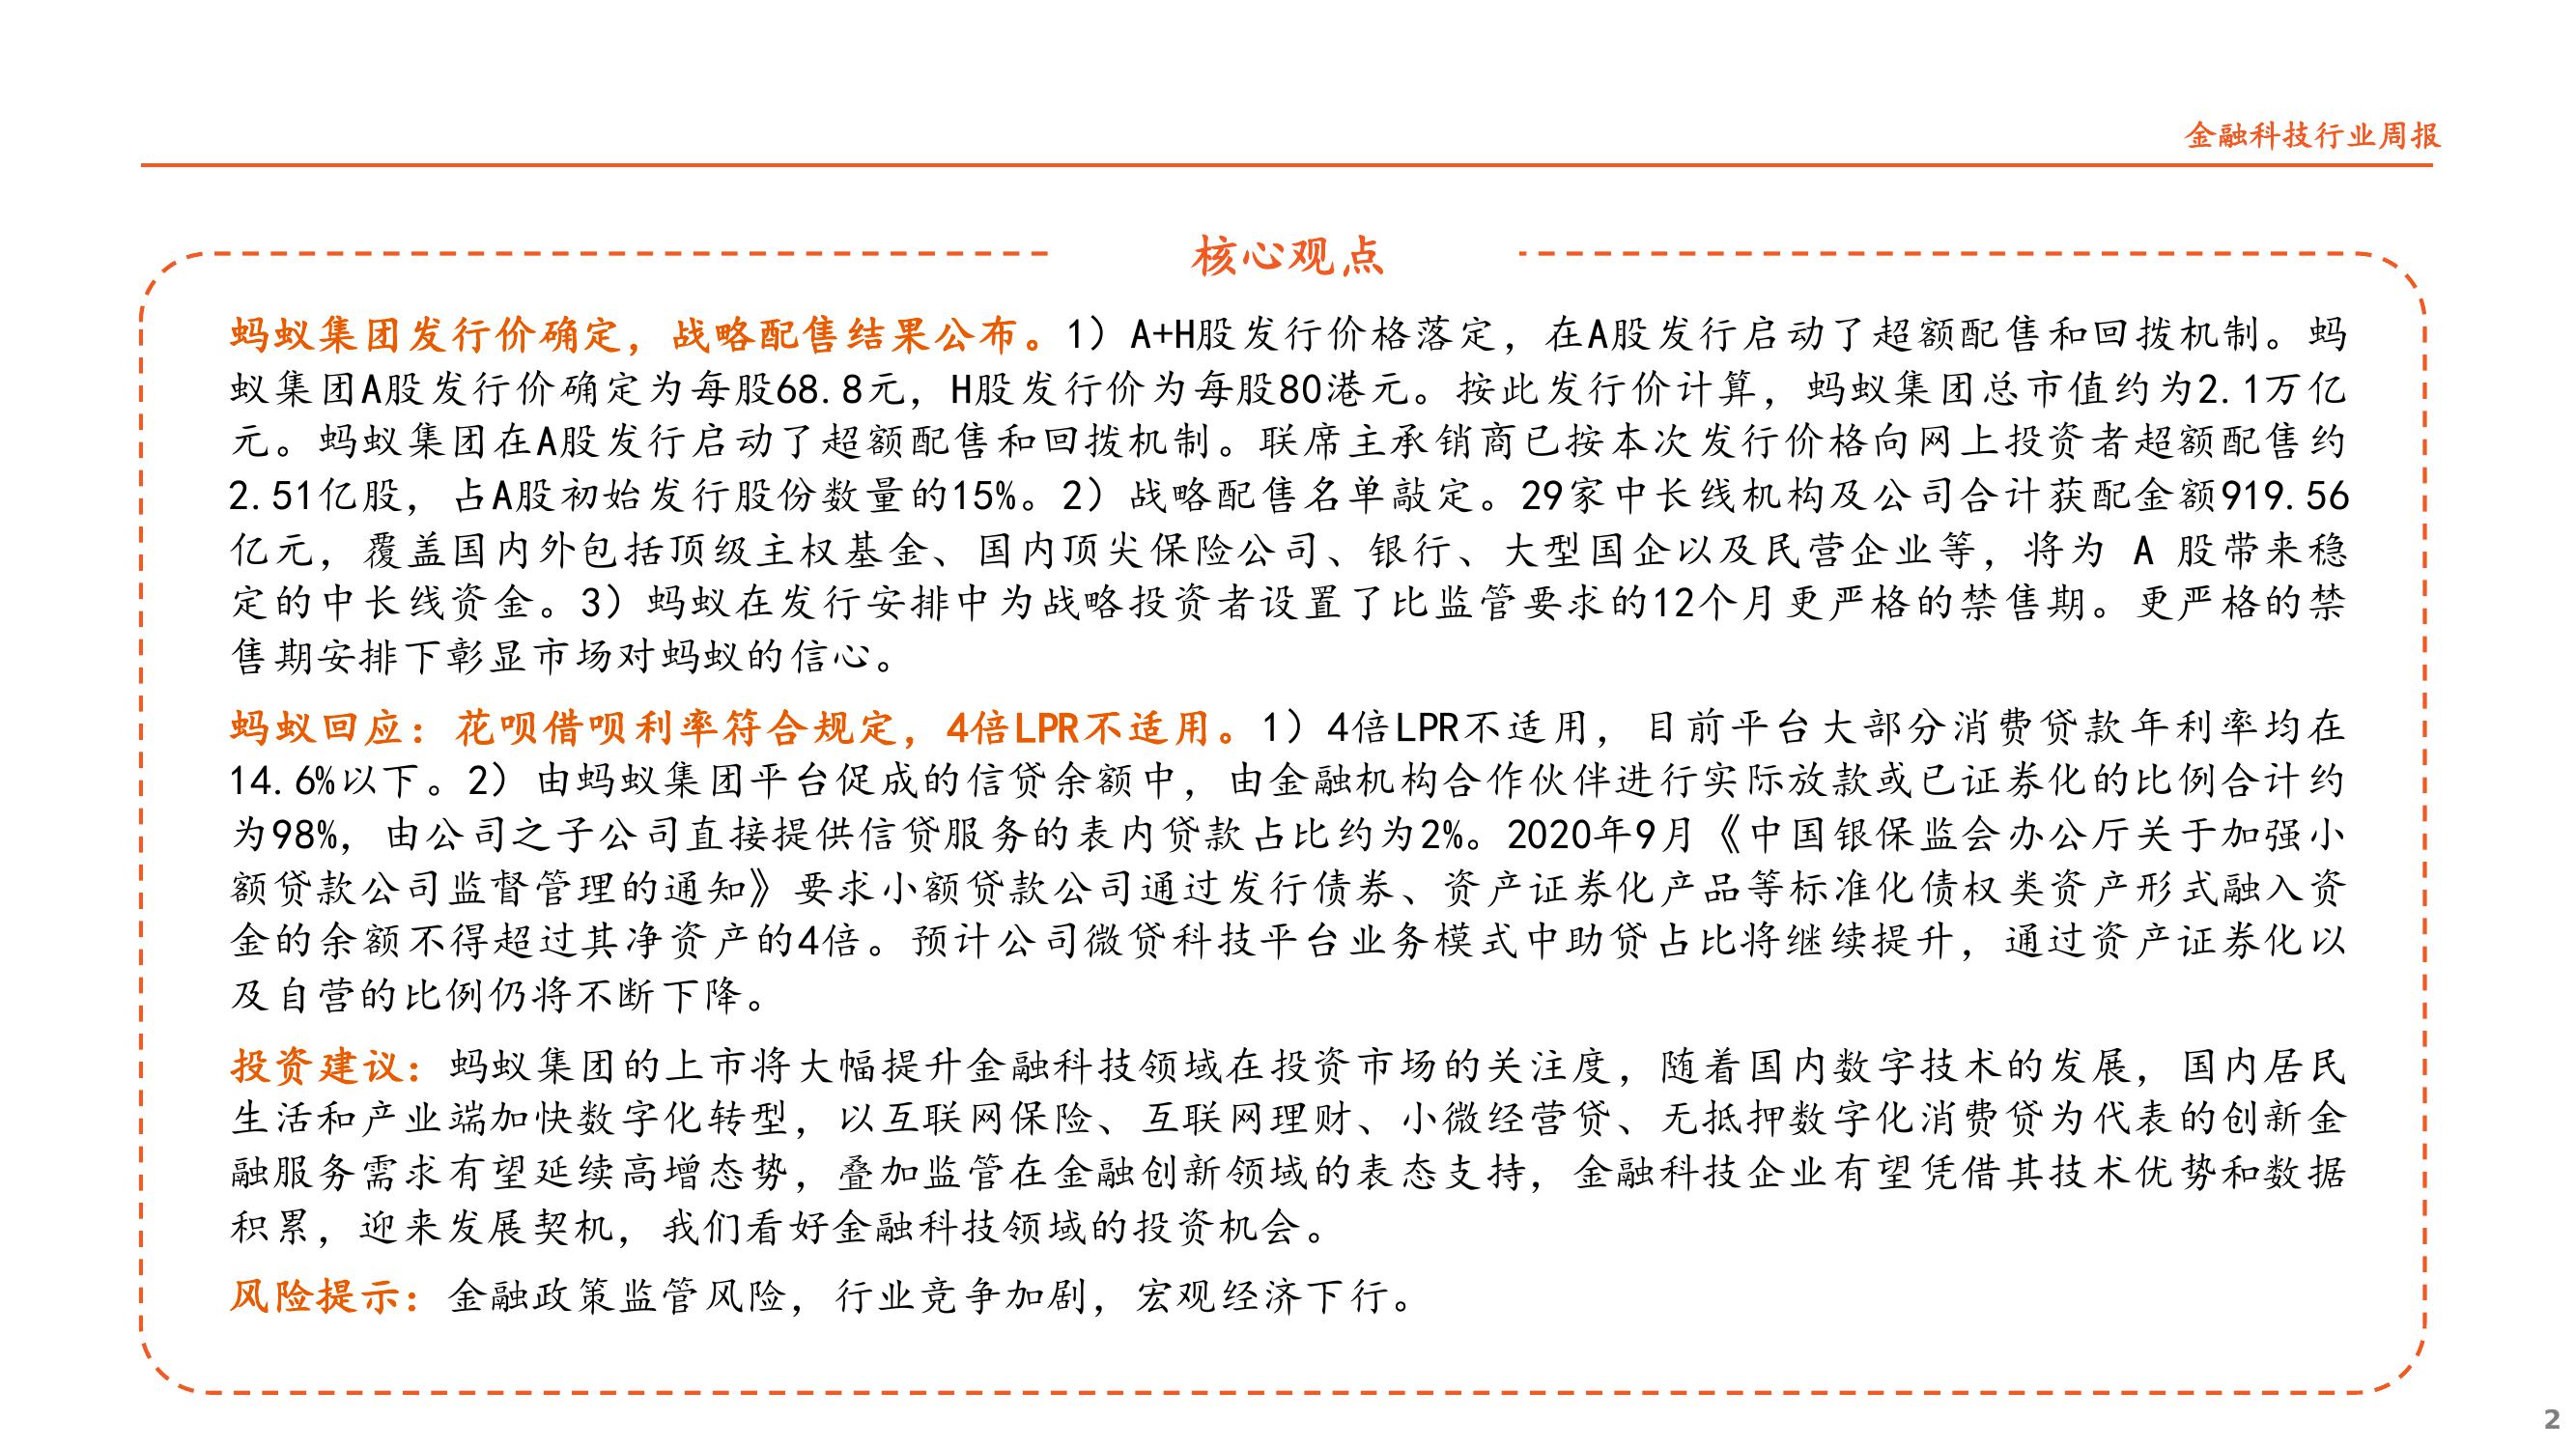 金融科技行业周报
核心观点
蚂蚁集团发行价确定，战略配售结果公布。1）A+H股发行价格落定，在A股发行启动了超额配售和回拨机制。蚂
蚁集团A股发行价确定为每股68.8元，H股发行价为每股80港元。按此发行价计算，蚂蚁集团总市值约为2.1万亿
元。蚂蚁集团在A股发行启动了超额配售和回拨机制。联席主承销商已按本次发行价格向网上投资者超额配售约
2.51亿股，占A股初始发行股份数量的15%。2）战略配售名单敲定。29家中长线机构及公司合计获配金额919.56
亿元，覆盖国内外包括顶级主权基金、国内顶尖保险公司、银行、大型国企以及民营企业等，将为 A 股带来稳
定的中长线资金。3）蚂蚁在发行安排中为战略投资者设置了比监管要求的12个月更严格的禁售期。更严格的禁
售期安排下彰显市场对蚂蚁的信心。
蚂蚁回应：花呗借呗利率符合规定，4倍LPR不适用。1）4倍LPR不适用，目前平台大部分消费贷款年利率均在
14.6%以下。2）由蚂蚁集团平台促成的信贷余额中，由金融机构合作伙伴进行实际放款或已证券化的比例合计约
为98%，由公司之子公司直接提供信贷服务的表内贷款占比约为2%。2020年9月《中国银保监会办公厅关于加强小
额贷款公司监督管理的通知》要求小额贷款公司通过发行债券、资产证券化产品等标准化债权类资产形式融入资
金的余额不得超过其净资产的4倍。预计公司微贷科技平台业务模式中助贷占比将继续提升，通过资产证券化以
及自营的比例仍将不断下降。
投资建议：蚂蚁集团的上市将大幅提升金融科技领域在投资市场的关注度，随着国内数字技术的发展，国内居民
生活和产业端加快数字化转型，以互联网保险、互联网理财、小微经营贷、无抵押数字化消费贷为代表的创新金
融服务需求有望延续高增态势，叠加监管在金融创新领域的表态支持，金融科技企业有望凭借其技术优势和数据
积累，迎来发展契机，我们看好金融科技领域的投资机会。
风险提示：金融政策监管风险，行业竞争加剧，宏观经济下行。
2